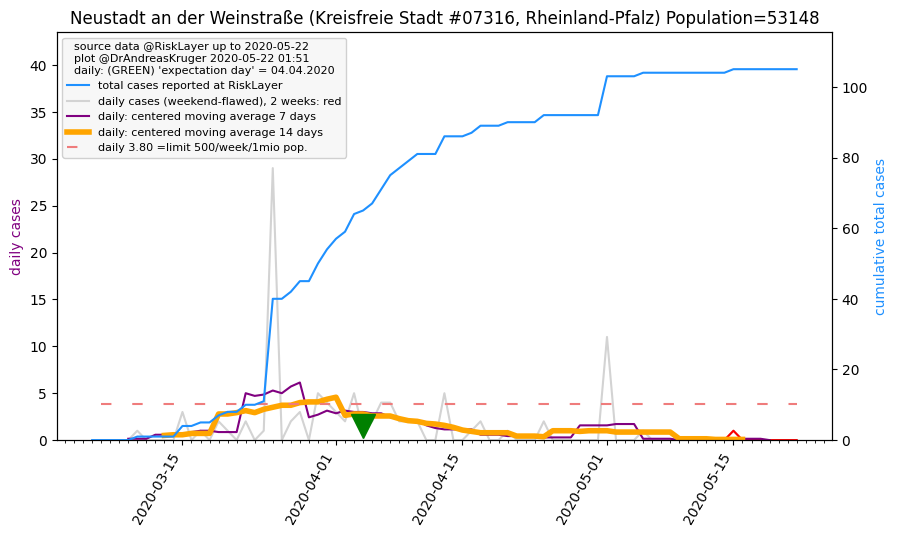 Neustadt an der Weinstraße (Kreisfreie Stadt #07316, Rheinland-Pfalz) Population=53148
source data @RiskLayer up to 2020-05-22
plot @DrAndreasKruger 2020-05-22 01:51
daily: (GREEN) 'expectation day' = 04.04.2020
total cases reported at RiskLayer
daily cases (weekend-flawed), 2 weeks: red
daily: centered moving average 7 days
daily: centered moving average 14 days
daily 3.80 =limit 500/week/1mio pop.
daily cases
40
35
30
25
20
15
10
5
0
100
80
60
40
20
0
cumulative total cases
2020-03-15
2020-04-01
2020-04-15
2020-05-01
2020-05-15